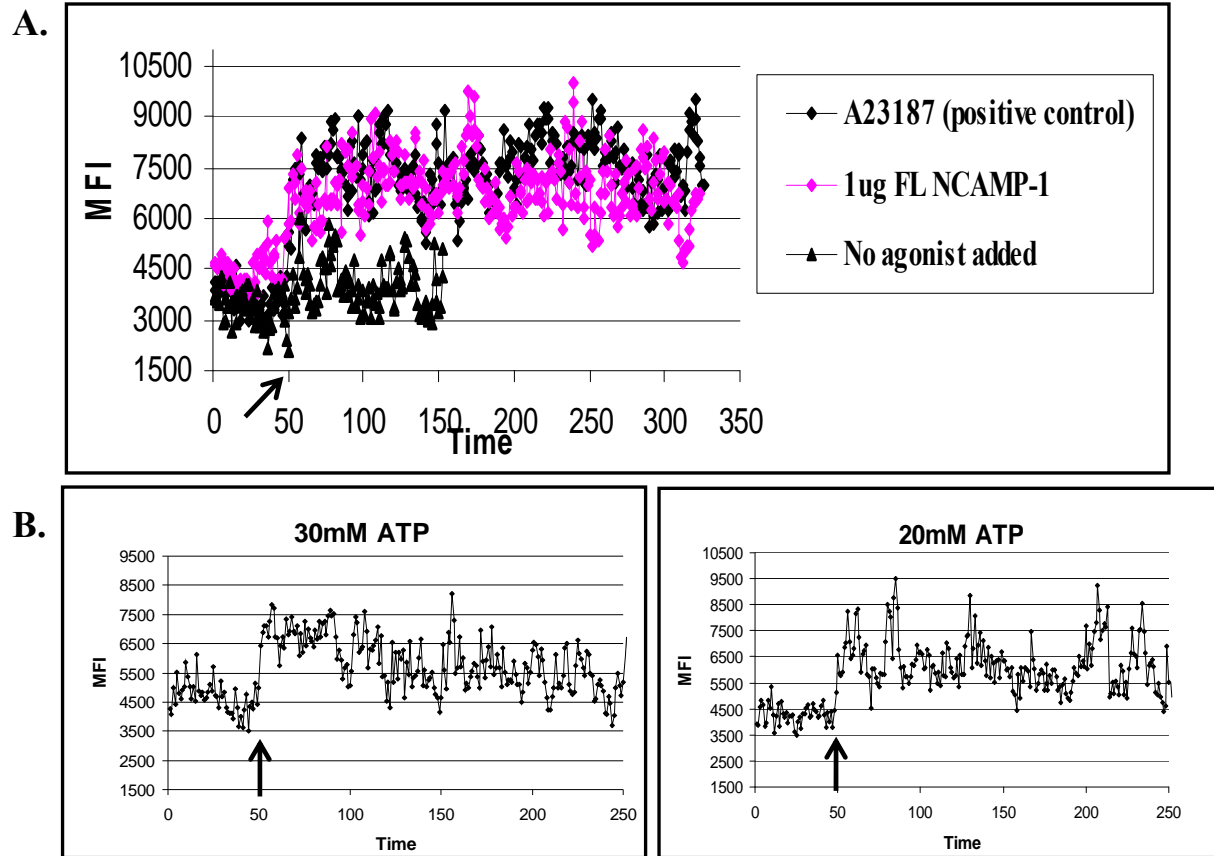 A.
10500
9000
7500
6000
4500
3000
1500
MFI
0 50 100 150 200 250 300 350
Time
A23187 (positive control)
1ug FL NCAMP-1
No agonist added
B.
30mM ATP
9500
8500
7500
6500
5500
4500
3500
2500
1500
MFI
0 50 100 150 200 250
Time
20mM ATP
10500
9500
8500
7500
6500
5500
4500
3500
2500
1500
MFI
0 50 100 150 200 250
Time